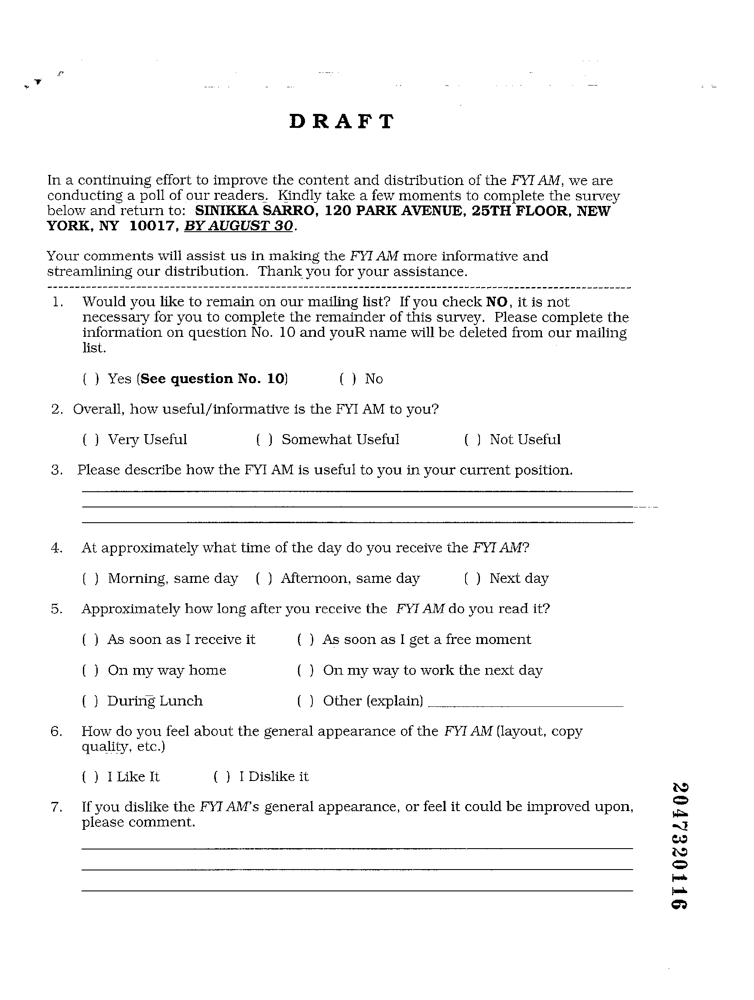 D R A F T
In a continuing effort to improve the content and distribution of the FYI AM, we are
conducting a poll of our readers. Kindly take a few moments to complete the survey
below and return to: SINIKKA SARRO, 120 PARK AVENUE, 25TH FLOOR, NEW
YORK, NY 10017, BY AUGUST 30.
Your comments will assist us in making the FYI AM more informative and
streamlining our distribution. Thank you for your assistance.
1. Would you like to remain on our mailing list? If you check NO, it is not
necessary for you to complete the remainder of this survey. Please complete the
information on question No. 10 and youR name will be deleted from our mailing
list.
( ) Yes (See question No. 10) ( ) No
2. Overall, how useful/informative is the FYI AM to you?
( ) Very Useful ( ) Somewhat Useful ( ) Not Useful
3. Please describe how the FYI AM is useful to you in your current position.
4. At approximately what time of the day do you receive the FYI AM?
( ) Morning, same day ( ) Afternoon, same day ( ) Next day
5. Approximately how long after you receive the FYI AM do you read it?
( ) As soon as I receive it ( ) As soon as I get a free moment
( ) On my way home ( ) On my way to work the next day
( ) During Lunch ( ) Other (explain)
6. How do you feel about the general appearance of the FYI AM (layout, copy
quality, etc.)
( ) I Like It ( ) I Dislike it
7. If you dislike the FYI AM's general appearance, or feel it could be improved upon,
please comment.
2047320116